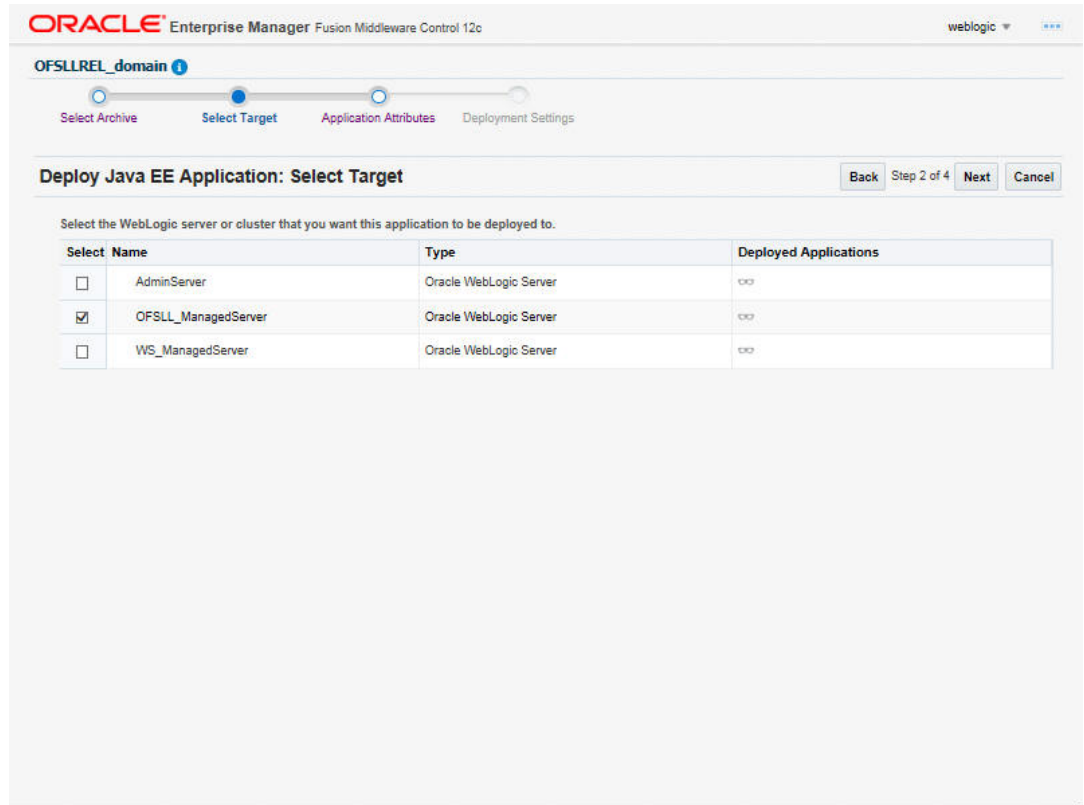 ORACLE Enterprise Manager Fusion Middleware Control 12c weblogic
OFSLLREL_domain
Select Archive Select Target Application Attributes Deployment Settings
Deploy Java EE Application: Select Target Back Step 2 of 4 Next Cancel
Select the WebLogic server or cluster that you want this application to be deployed to.
Select Name Type Deployed Applications
AdminServer Oracle WebLogic Server
OFSLL_ManagedServer Oracle WebLogic Server
WS_ManagedServer Oracle WebLogic Server